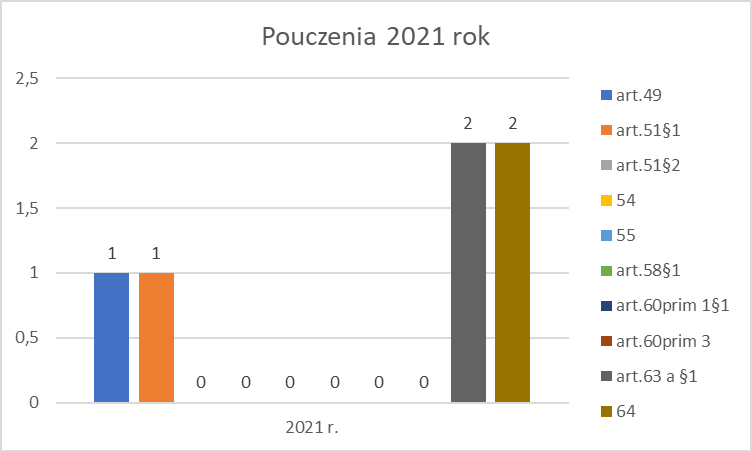 Pouczenia 2021 rok
2,5
2
1,5
1
0,5
0
1 1 0 0 0 0 0 0 2 2
2021 r.
art.49
art.51§1
art.51§2
54
55
art.58§1
art.60prim 1§1
art.60prim 3
art.63 a §1
64